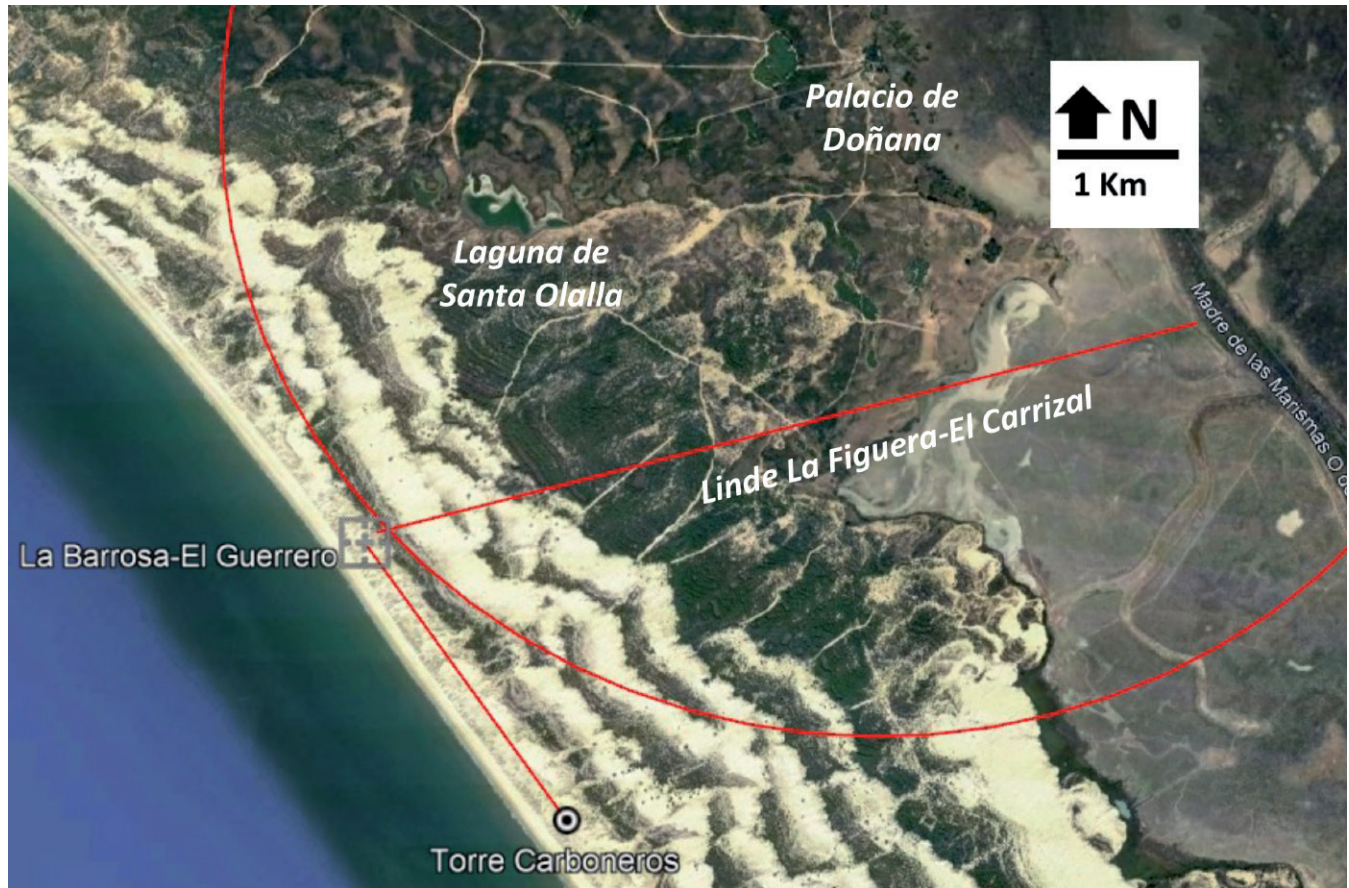 Palacio de
Doñana
N
1 Km
Laguna de
Santa Olalla
Madre de las Marismas O de
Linde La Figuera-El Carrizal
La Barrosa-El Guerrero
Torre Carboneros